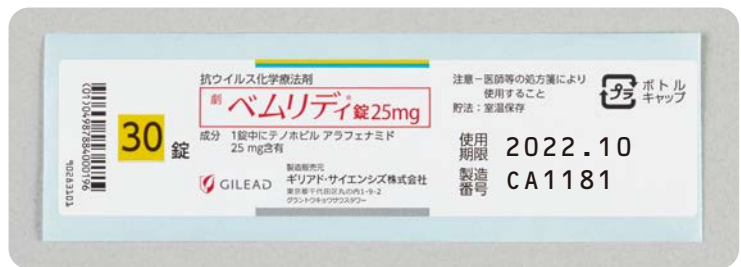 (01)04987884000196
90263101
30錠
抗ウイルス化学療法剤
劇 ベムリディ®錠25mg
成分 1錠中にテノホビル アラフェナミド
25 mg含有
GILEAD
製造販売元
ギリアド・サイエンシズ株式会社
東京都千代田区丸の内1-9-2
グラントウキョウサウスタワー
注意-医師等の処方箋により
使用すること
貯法:室温保存
プラ
ボトル
キャップ
使用
期限 2022.10
製造
番号 CA1181